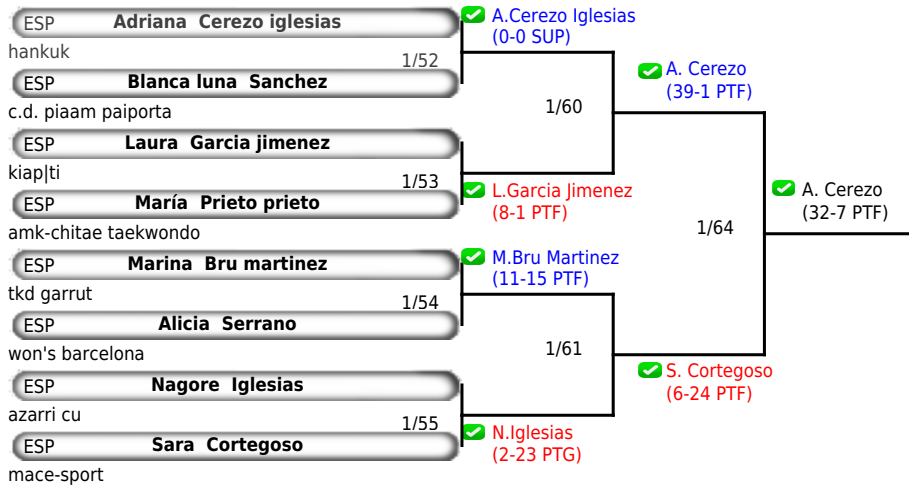 ESP Adriana Cerezo iglesias
hankuk
1/52
ESP Blanca luna Sanchez
c.d. piaam paiporta
ESP Laura Garcia jimenez
kiap|ti
1/53
ESP María Prieto prieto
amk-chitae taekwondo
ESP Marina Bru martinez
tkd garrut
1/54
ESP Alicia Serrano
won's barcelona
ESP Nagore Iglesias
azarri cu
1/55
ESP Sara Cortegoso
mace-sport
A.Cerezo Iglesias
(0-0 SUP)
1/60
L.Garcia Jimenez
(8-1 PTF)
M.Bru Martinez
(11-15 PTF)
1/61
N.Iglesias
(2-23 PTG)
A. Cerezo
(39-1 PTF)
1/64
S. Cortegoso
(6-24 PTF)
A. Cerezo
(32-7 PTF)